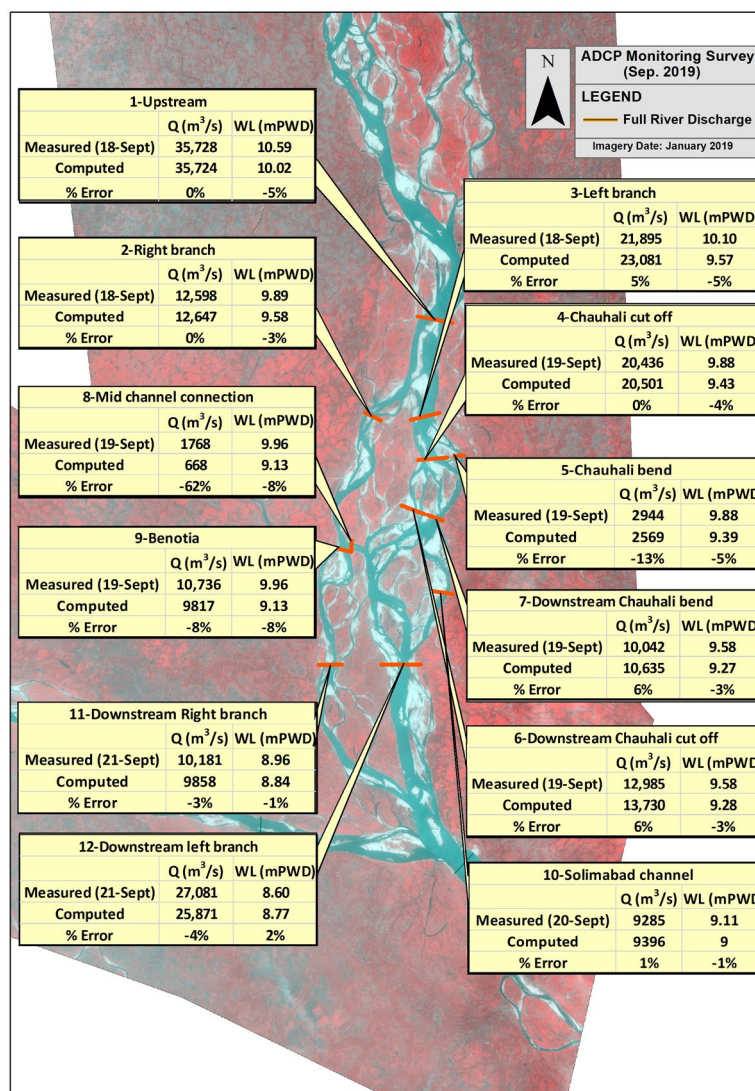 N
ADCP Monitoring Survey
(Sep. 2019)
LEGEND
Full River Discharge
Imagery Date: January 2019
1-Upstream
Q (m³/s) WL (mPWD)
Measured (18-Sept) 35,728 10.59
Computed 35,724 10.02
% Error 0% -5%
2-Right branch
Q (m³/s) WL (mPWD)
Measured (18-Sept) 12,598 9.89
Computed 12,647 9.58
% Error 0% -3%
8-Mid channel connection
Q (m³/s) WL (mPWD)
Measured (19-Sept) 1768 9.96
Computed 668 9.13
% Error -62% -8%
9-Benotia
Q (m³/s) WL (mPWD)
Measured (19-Sept) 10,736 9.96
Computed 9817 9.13
% Error -8% -8%
11-Downstream Right branch
Q (m³/s) WL (mPWD)
Measured (21-Sept) 10,181 8.96
Computed 9858 8.84
% Error -3% -1%
12-Downstream left branch
Q (m³/s) WL (mPWD)
Measured (21-Sept) 27,081 8.60
Computed 25,871 8.77
% Error -4% 2%
3-Left branch
Q (m³/s) WL (mPWD)
Measured (18-Sept) 21,895 10.10
Computed 23,081 9.57
% Error 5% -5%
4-Chauhali cut off
Q (m³/s) WL (mPWD)
Measured (19-Sept) 20,436 9.88
Computed 20,501 9.43
% Error 0% -4%
5-Chauhali bend
Q (m³/s) WL (mPWD)
Measured (19-Sept) 2944 9.88
Computed 2569 9.39
% Error -13% -5%
7-Downstream Chauhali bend
Q (m³/s) WL (mPWD)
Measured (19-Sept) 10,042 9.58
Computed 10,635 9.27
% Error 6% -3%
6-Downstream Chauhali cut off
Q (m³/s) WL (mPWD)
Measured (19-Sept) 12,985 9.58
Computed 13,730 9.28
% Error 6% -3%
10-Solimabad channel
Q (m³/s) WL (mPWD
Measured (20-Sept) 9285 9.11
Computed 9396 9
% Error 1% -1%